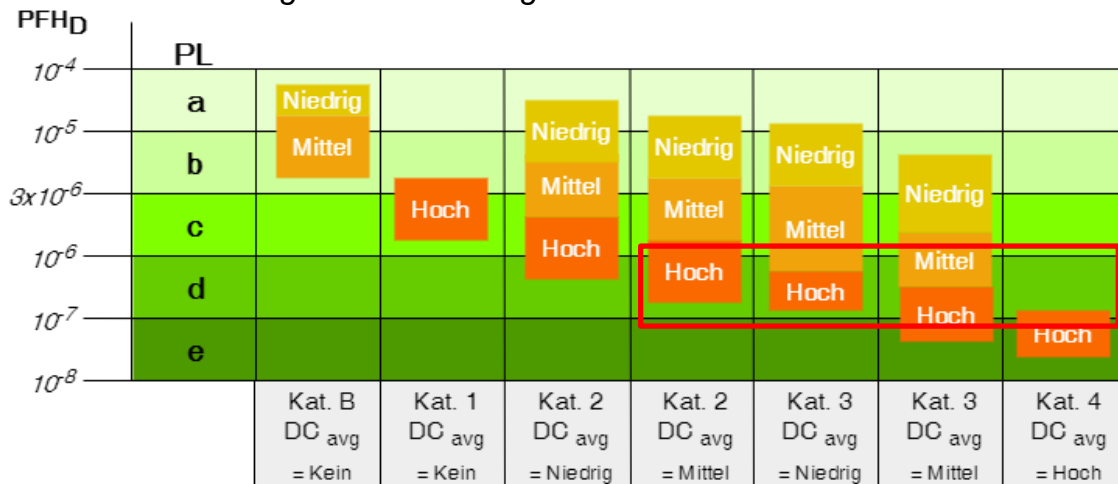 PFHD
PL
10-4
a
Niedrig
Niedrig
10-5
Mittel
b
Niedrig
Niedrig
Mittel
Niedrig
3x10-6
Hoch
Mittel
c
Mittel
Hoch
10-6
Hoch
Mittel
d
Hoch
10-7
Hoch
Hoch
e
10-8
Kat. B
DC avg
= Kein
Kat. 1
DC avg
= Kein
Kat. 2
DC avg
= Niedrig
Kat. 2
DC avg
= Mittel
Kat. 3
DC avg
= Niedrig
Kat. 3
DC avg
= Mittel
Kat. 4
DC avg
= Hoch